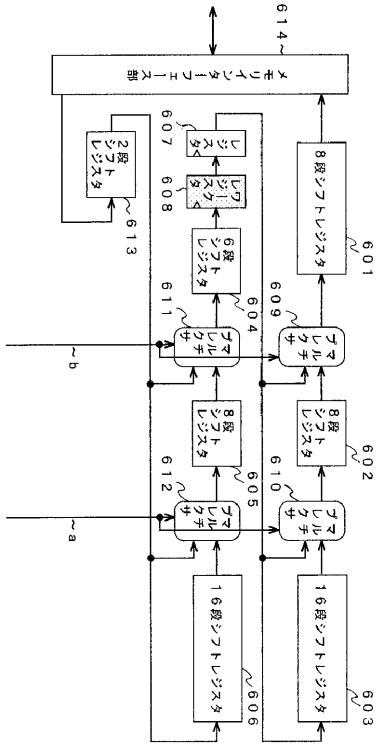 614
メモリインターフェース部
601
8段シフトレジスタ
607
レジスタ
608
ワーク
レジスタ
613
2段
シフト
レジスタ
604
6段
シフト
レジスタ
609
マルチ
プレクサ
611
マルチ
プレクサ
b
602
8段
シフト
レジスタ
605
8段
シフト
レジスタ
610
マルチ
プレクサ
612
マルチ
プレクサ
a
603
16段シフトレジスタ
606
16段シフトレジスタ